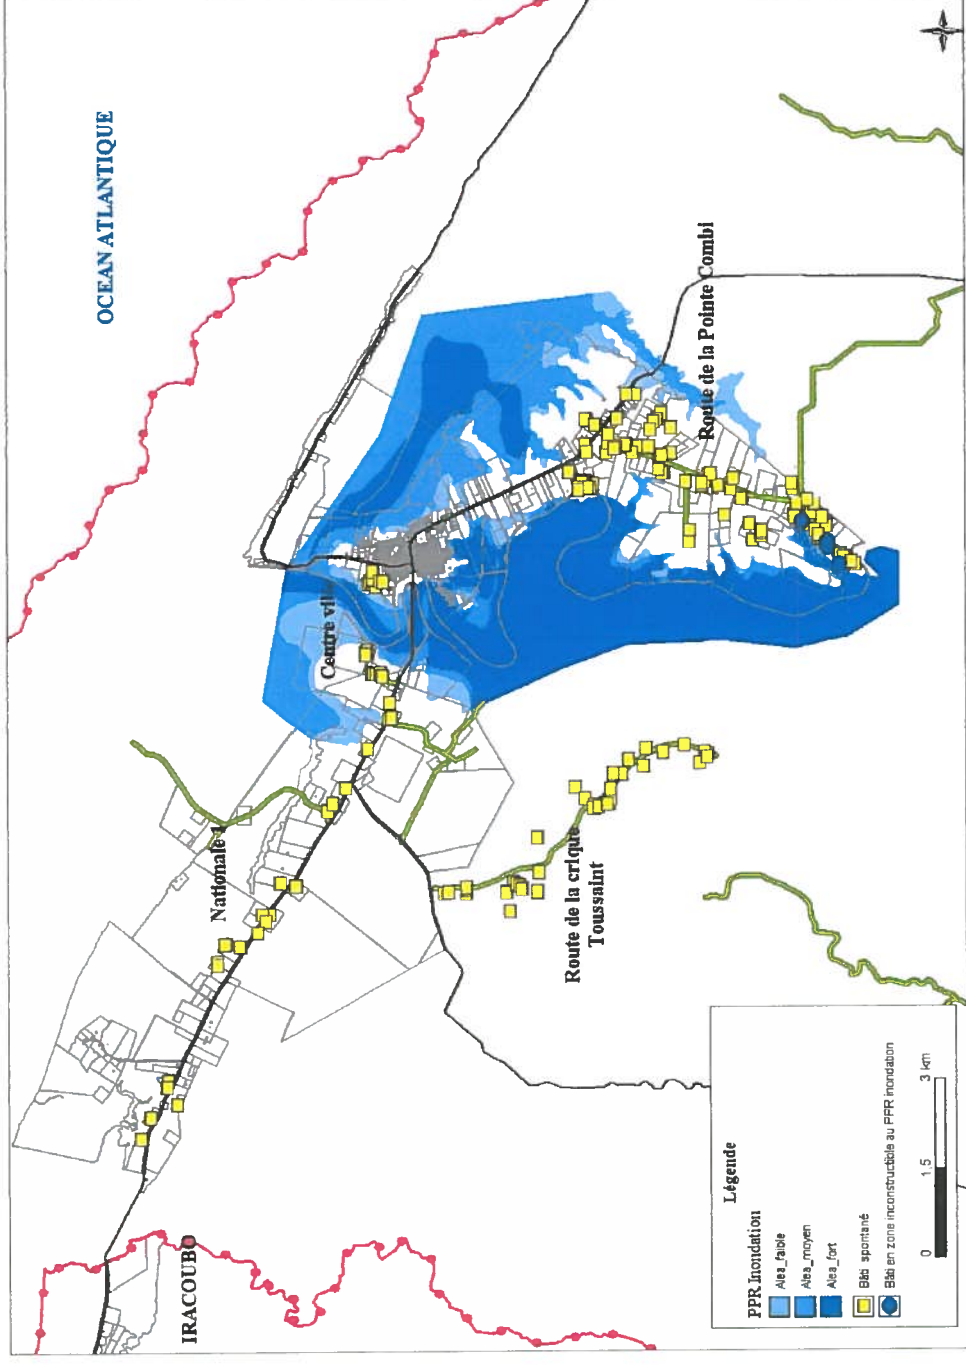 OCEAN ATLANTIQUE
IRACOUBO
Nationale 1
Route de la crique
Toussaint
Route de la Pointe Combi
Légende
PPR Inondation
Alea_faible
Alea_moyen
Alea_fort
Bâti spontané
Bâti en zone inconstructible au PPR inondation
0
1,5
3 km
Centre